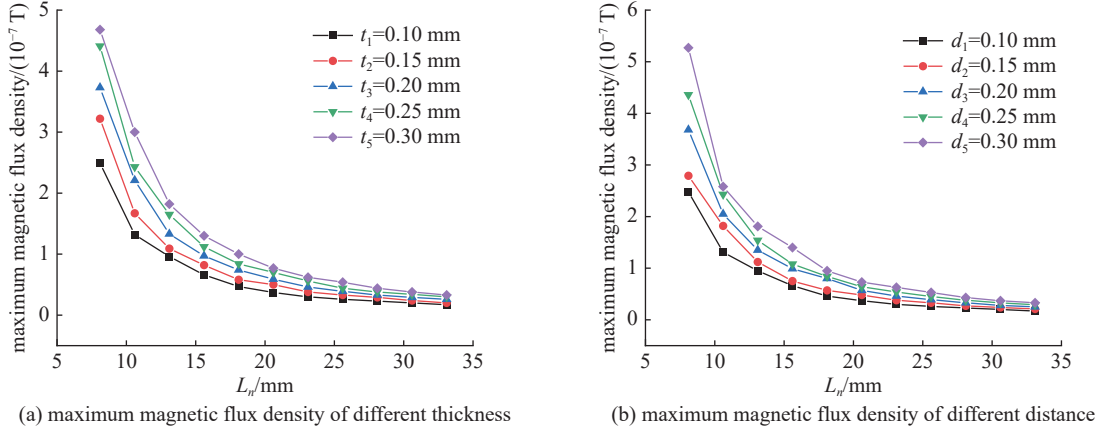 maximum magnetic flux density/(10⁻⁷ T)
5
4
3
2
1
0
t₁=0.10 mm
t₂=0.15 mm
t₃=0.20 mm
t₄=0.25 mm
t₅=0.30 mm
5 10 15 20 25 30 35
Lₙ/mm
(a) maximum magnetic flux density of different thickness
maximum magnetic flux density/(10⁻⁷ T)
6
5
4
3
2
1
0
d₁=0.10 mm
d₂=0.15 mm
d₃=0.20 mm
d₄=0.25 mm
d₅=0.30 mm
5 10 15 20 25 30 35
Lₙ/mm
(b) maximum magnetic flux density of different distance